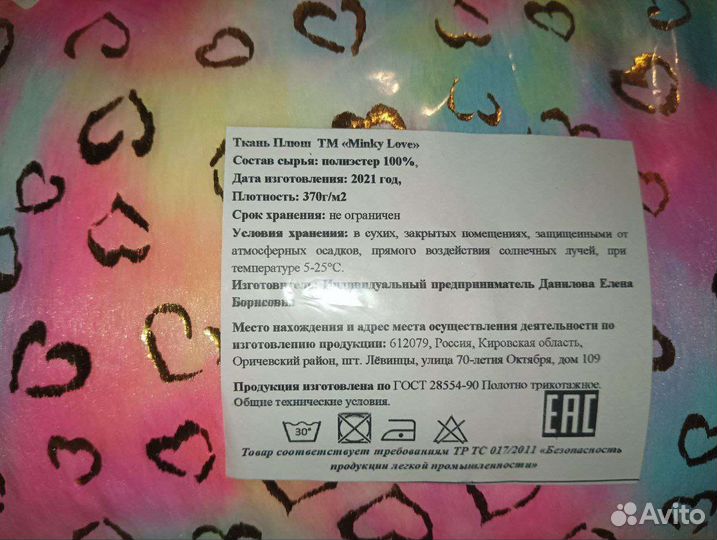 Ткань Плюш ТМ «Minky Love»
Состав сырья: полиэстер 100%,
Дата изготовления: 2021 год,
Плотность: 370г/м2
Срок хранения: не ограничен
Условия хранения: в сухих, закрытых помещениях, защищенными от
атмосферных осадков, прямого воздействия солнечных лучей, при
температуре 5-25°С.
Изготовитель: Индивидуальный предприниматель Данилова Елена
Борисовна
Место нахождения и адрес места осуществления деятельности по
изготовлению продукции: 612079, Россия, Кировская область,
Оричевский район, пгт. Лёвинцы, улица 70-летия Октября, дом 109
Продукция изготовлена по ГОСТ 28554-90 Полотно трикотажное.
Общие технические условия.
EAC
30°
Товар соответствует требованиям ТР ТС 017/2011 «Безопасность
продукции легкой промышленности»
Avito